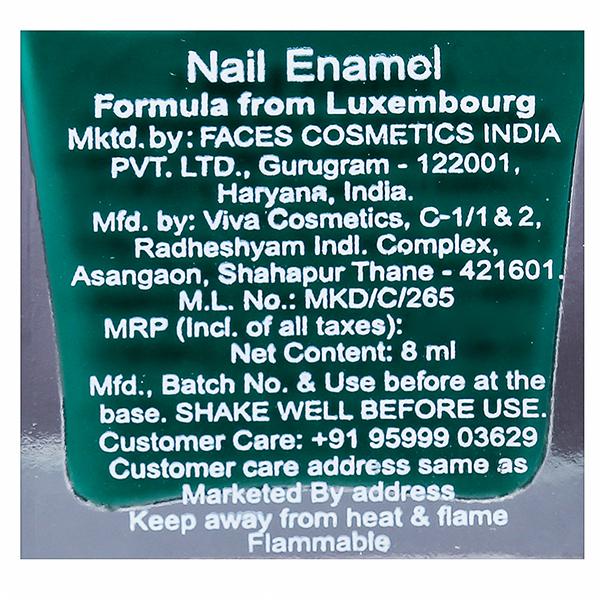 Nail Enamel
Formula from Luxembourg
Mktd.by: FACES COSMETICS INDIA
PVT. LTD., Gurugram - 122001,
Haryana, India.
Mfd. by: Viva Cosmetics, C-1/1 & 2,
Radheshyam Indl. Complex,
Asangaon, Shahapur Thane - 421601.
M.L. No.: MKD/C/265
MRP (Incl. of all taxes):
Net Content: 8 ml
Mfd., Batch No. & Use before at the
base. SHAKE WELL BEFORE USE.
Customer Care: +91 95999 03629
Customer care address same as
Marketed By address
Keep away from heat & flame
Flammable